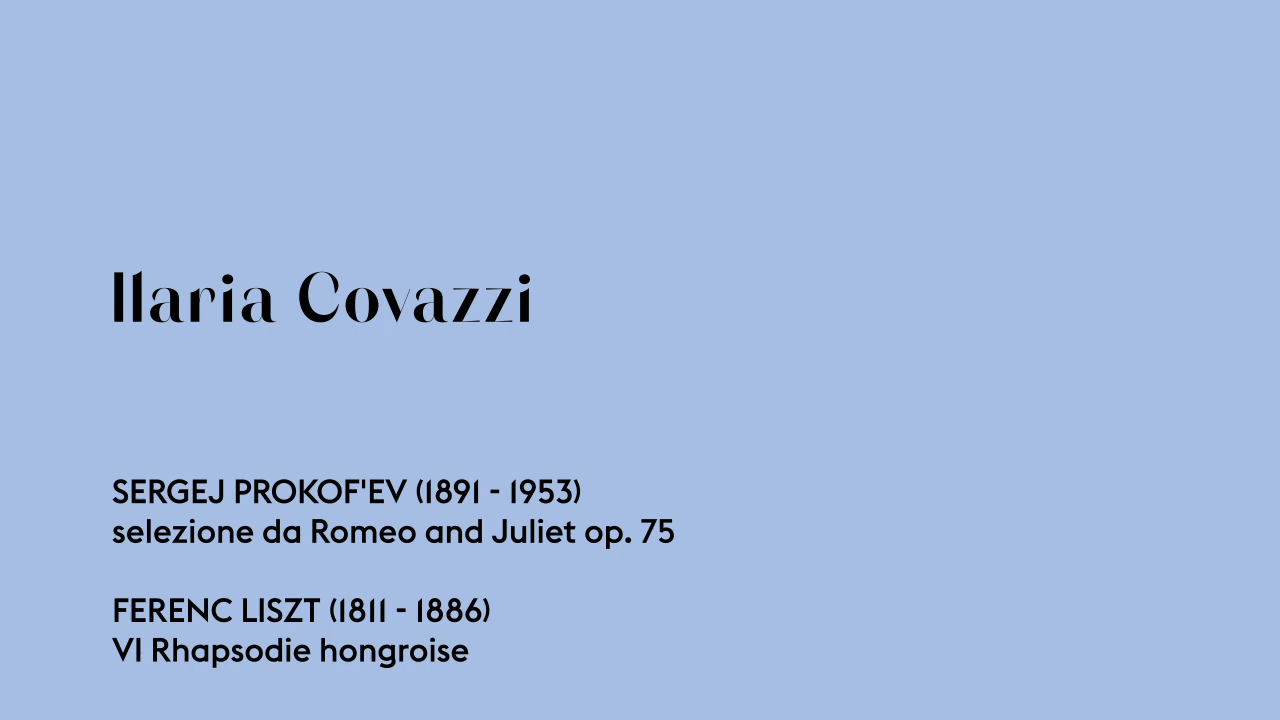 Ilaria Covazzi
SERGEJ PROKOF'EV (1891 - 1953)
selezione da Romeo and Juliet op. 75
FERENC LISZT (1811 - 1886)
VI Rhapsodie hongroise